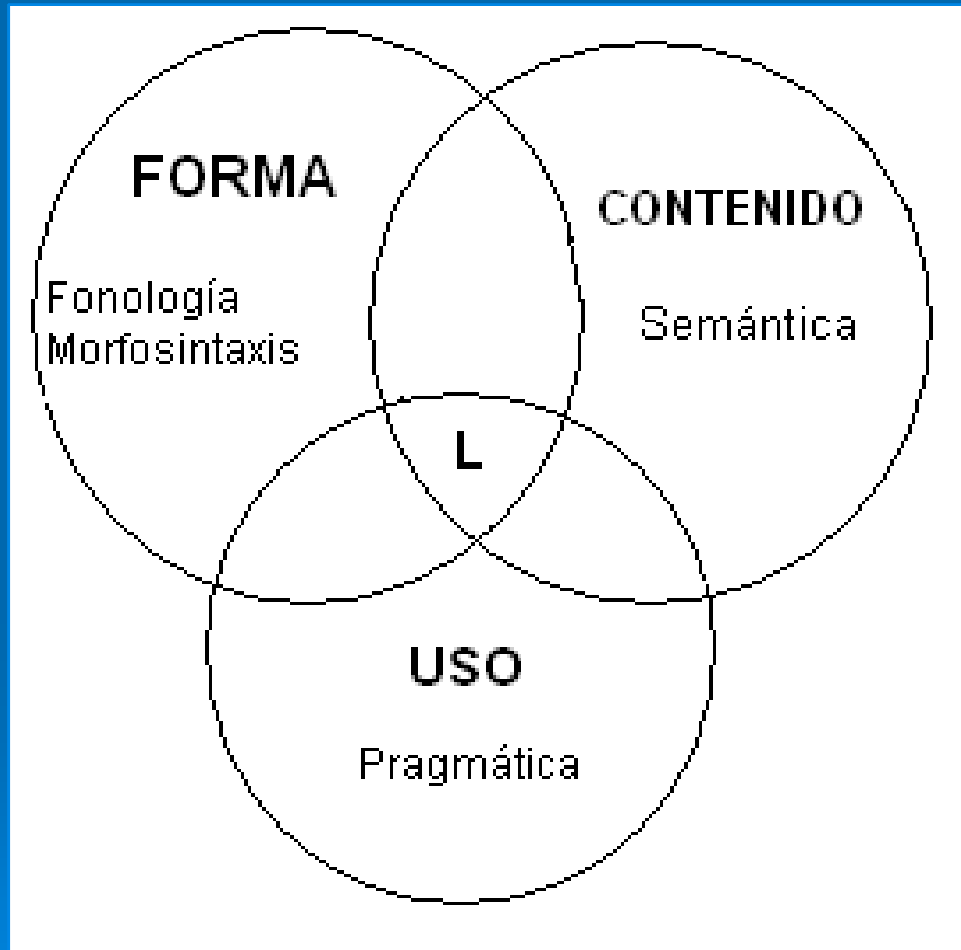 FORMA
CONTENIDO
Fonología
Morfosintaxis
Semántica
L
USO
Pragmática